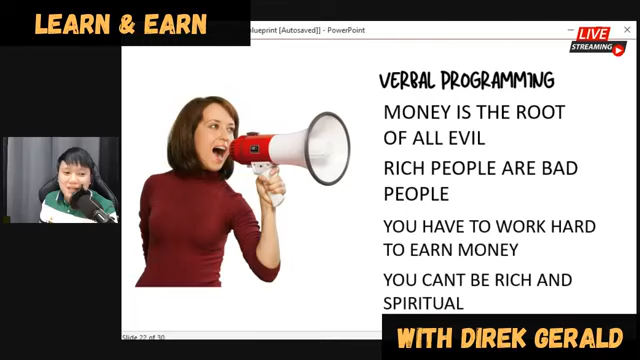 LEARN & EARN
lueprint [Autosaved]] - PowerPoint
LIVE
STREAMING
VERBAL PROGRAMMING
MONEY IS THE ROOT
OF ALL EVIL
RICH PEOPLE ARE BAD
PEOPLE
YOU HAVE TO WORK HARD
TO EARN MONEY
YOU CANT BE RICH AND
SPIRITUAL
Slide 22 of 30
WITH DIREK GERALD